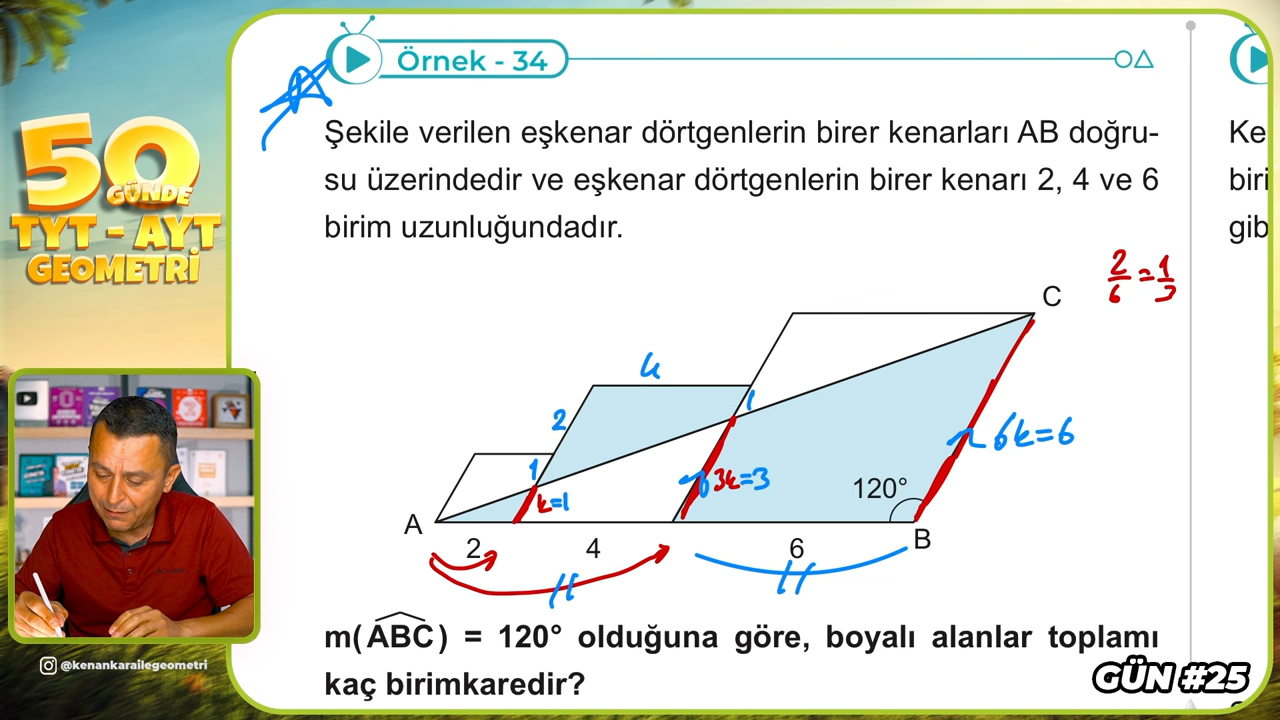 Örnek - 34
Şekile verilen eşkenar dörtgenlerin birer kenarları AB doğru-
su üzerindedir ve eşkenar dörtgenlerin birer kenarı 2, 4 ve 6
birim uzunluğundadır.
Ke
biri
gib
50
GÜNDE
TYT - AYT
GEOMETRİ
2/6 = 1/3
C
4
2
1
1
6k=6
3k=3
k=1
120°
A
B
2
4
6
m(ABC) = 120° olduğuna göre, boyalı alanlar toplamı
kaç birimkaredir?
@kenankarailegeometri
GÜN #25